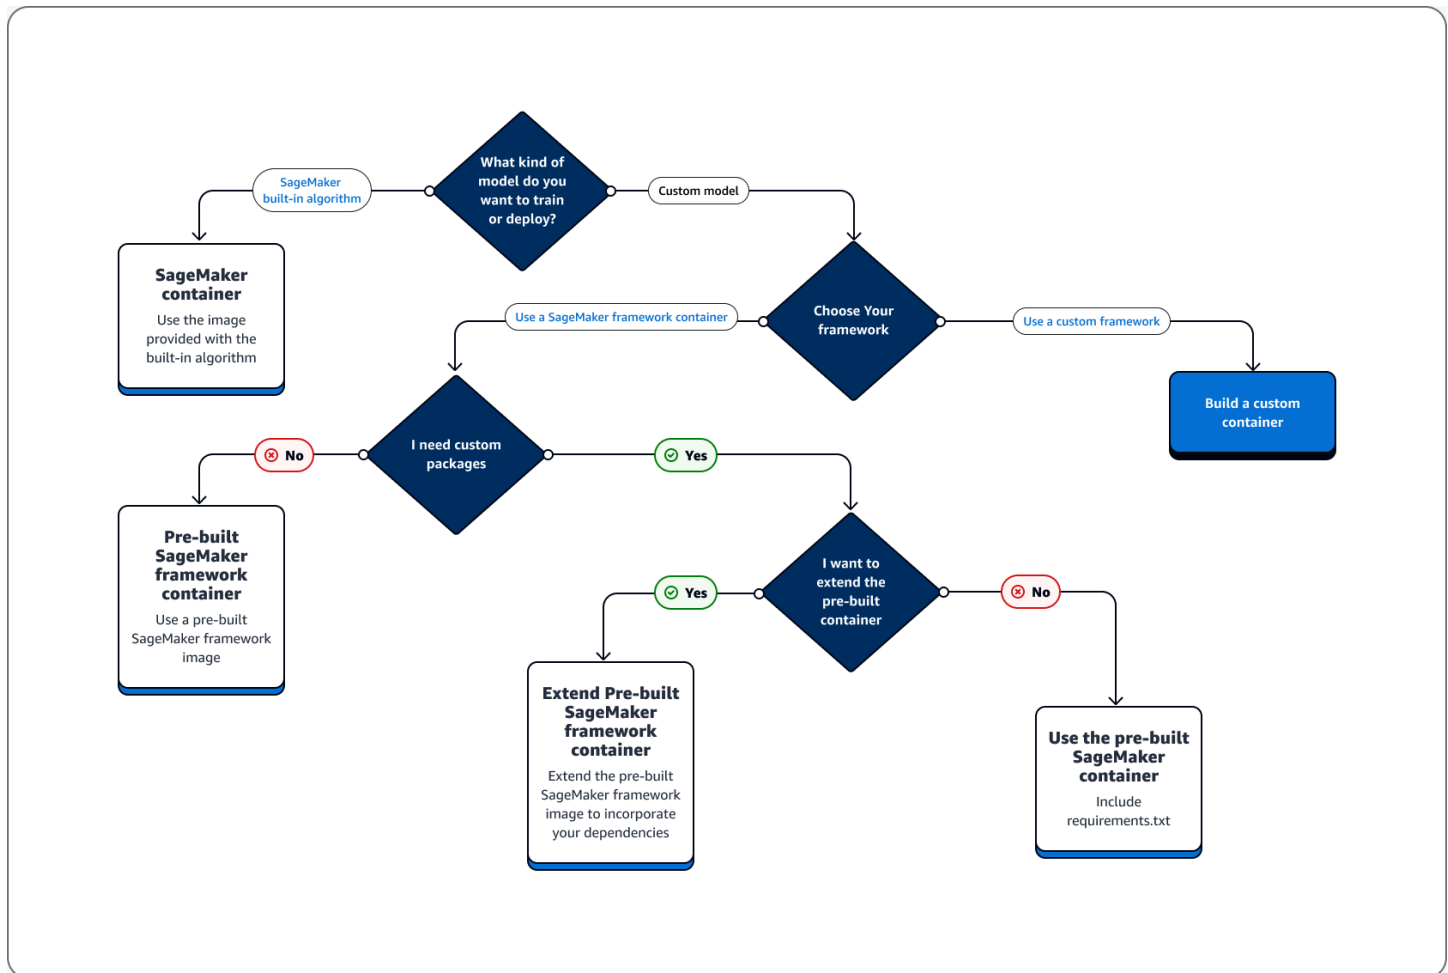 What kind of
model do you
want to train
or deploy?
SageMaker
built-in algorithm
Custom model
SageMaker
container
Use the image
provided with the
built-in algorithm
Choose Your
framework
Use a SageMaker framework container
Use a custom framework
Build a custom
container
I need custom
packages
No
Yes
Pre-built
SageMaker
framework
container
Use a pre-built
SageMaker framework
image
I want to
extend the
pre-built
container
Yes
No
Extend Pre-built
SageMaker
framework
container
Extend the pre-built
SageMaker framework
image to incorporate
your dependencies
Use the pre-built
SageMaker
container
Include
requirements.txt